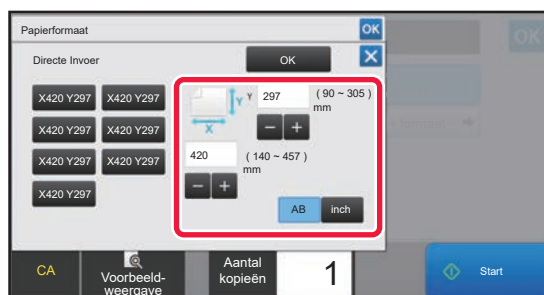 Papierformaat
OK
OK
Directe Invoer
OK
X420 Y297
X420 Y297
X420 Y297
X420 Y297
X420 Y297
X420 Y297
X420 Y297
Y
Y
297
( 90 ~ 305 )
mm
X
420
( 140 ~ 457 )
mm
AB
inch
CA
Voorbeeld-
weergave
Aantal
kopieën
1
Start